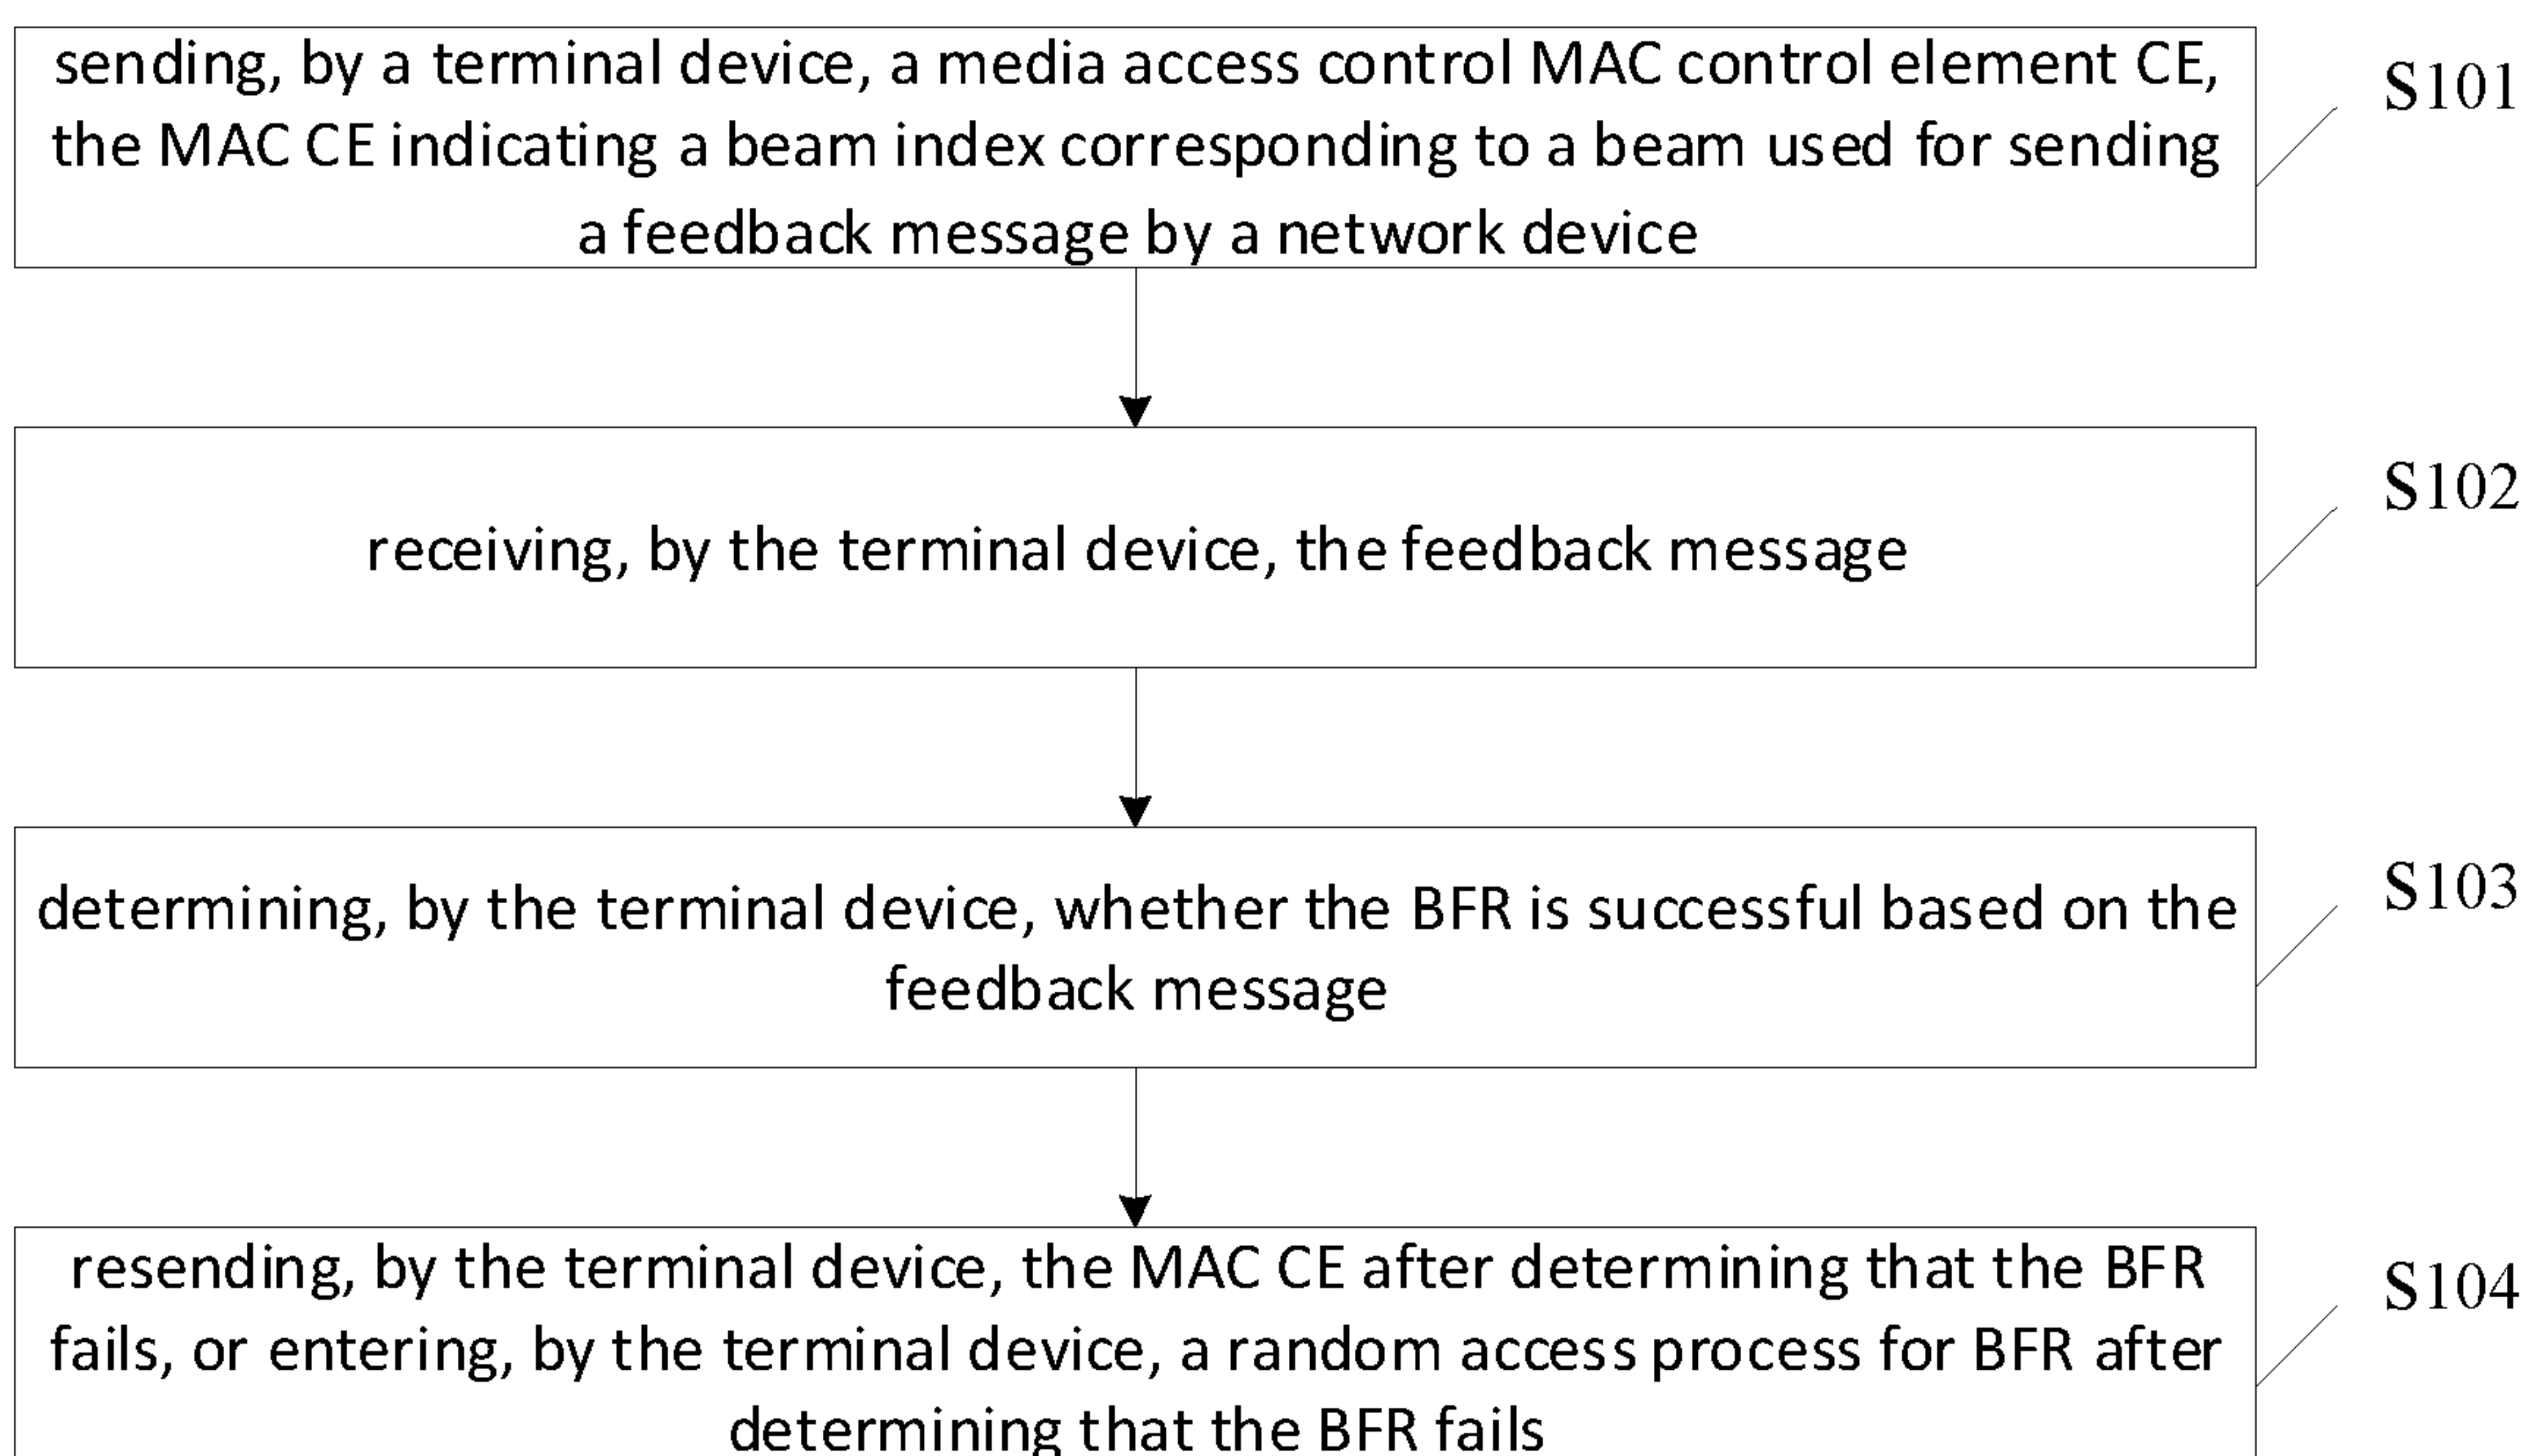 sending, by a terminal device, a media access control MAC control element CE,
the MAC CE indicating a beam index corresponding to a beam used for sending
a feedback message by a network device
S101
receiving, by the terminal device, the feedback message
S102
determining, by the terminal device, whether the BFR is successful based on the
feedback message
S103
resending, by the terminal device, the MAC CE after determining that the BFR
fails, or entering, by the terminal device, a random access process for BFR after
determining that the BFR fails
S104